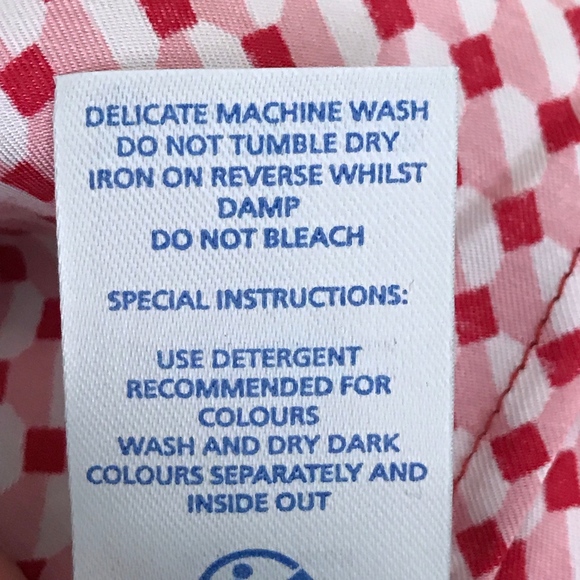 DELICATE MACHINE WASH
DO NOT TUMBLE DRY
IRON ON REVERSE WHILST
DAMP
DO NOT BLEACH
SPECIAL INSTRUCTIONS:
USE DETERGENT
RECOMMENDED FOR
COLOURS
WASH AND DRY DARK
COLOURS SEPARATELY AND
INSIDE OUT